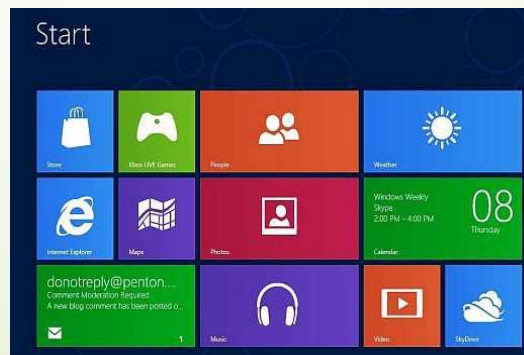 Start
Store
Xbox LIVE Games
People
Weather
Internet Explorer
Maps
Photos
Windows Weekly
Skype
2:00 PM - 4:00 PM
08
Thursday
Calendar
donotreply@penton....
Comment Moderation Required
A new blog comment has been posted o...
1
Music
Video
SkyDrive